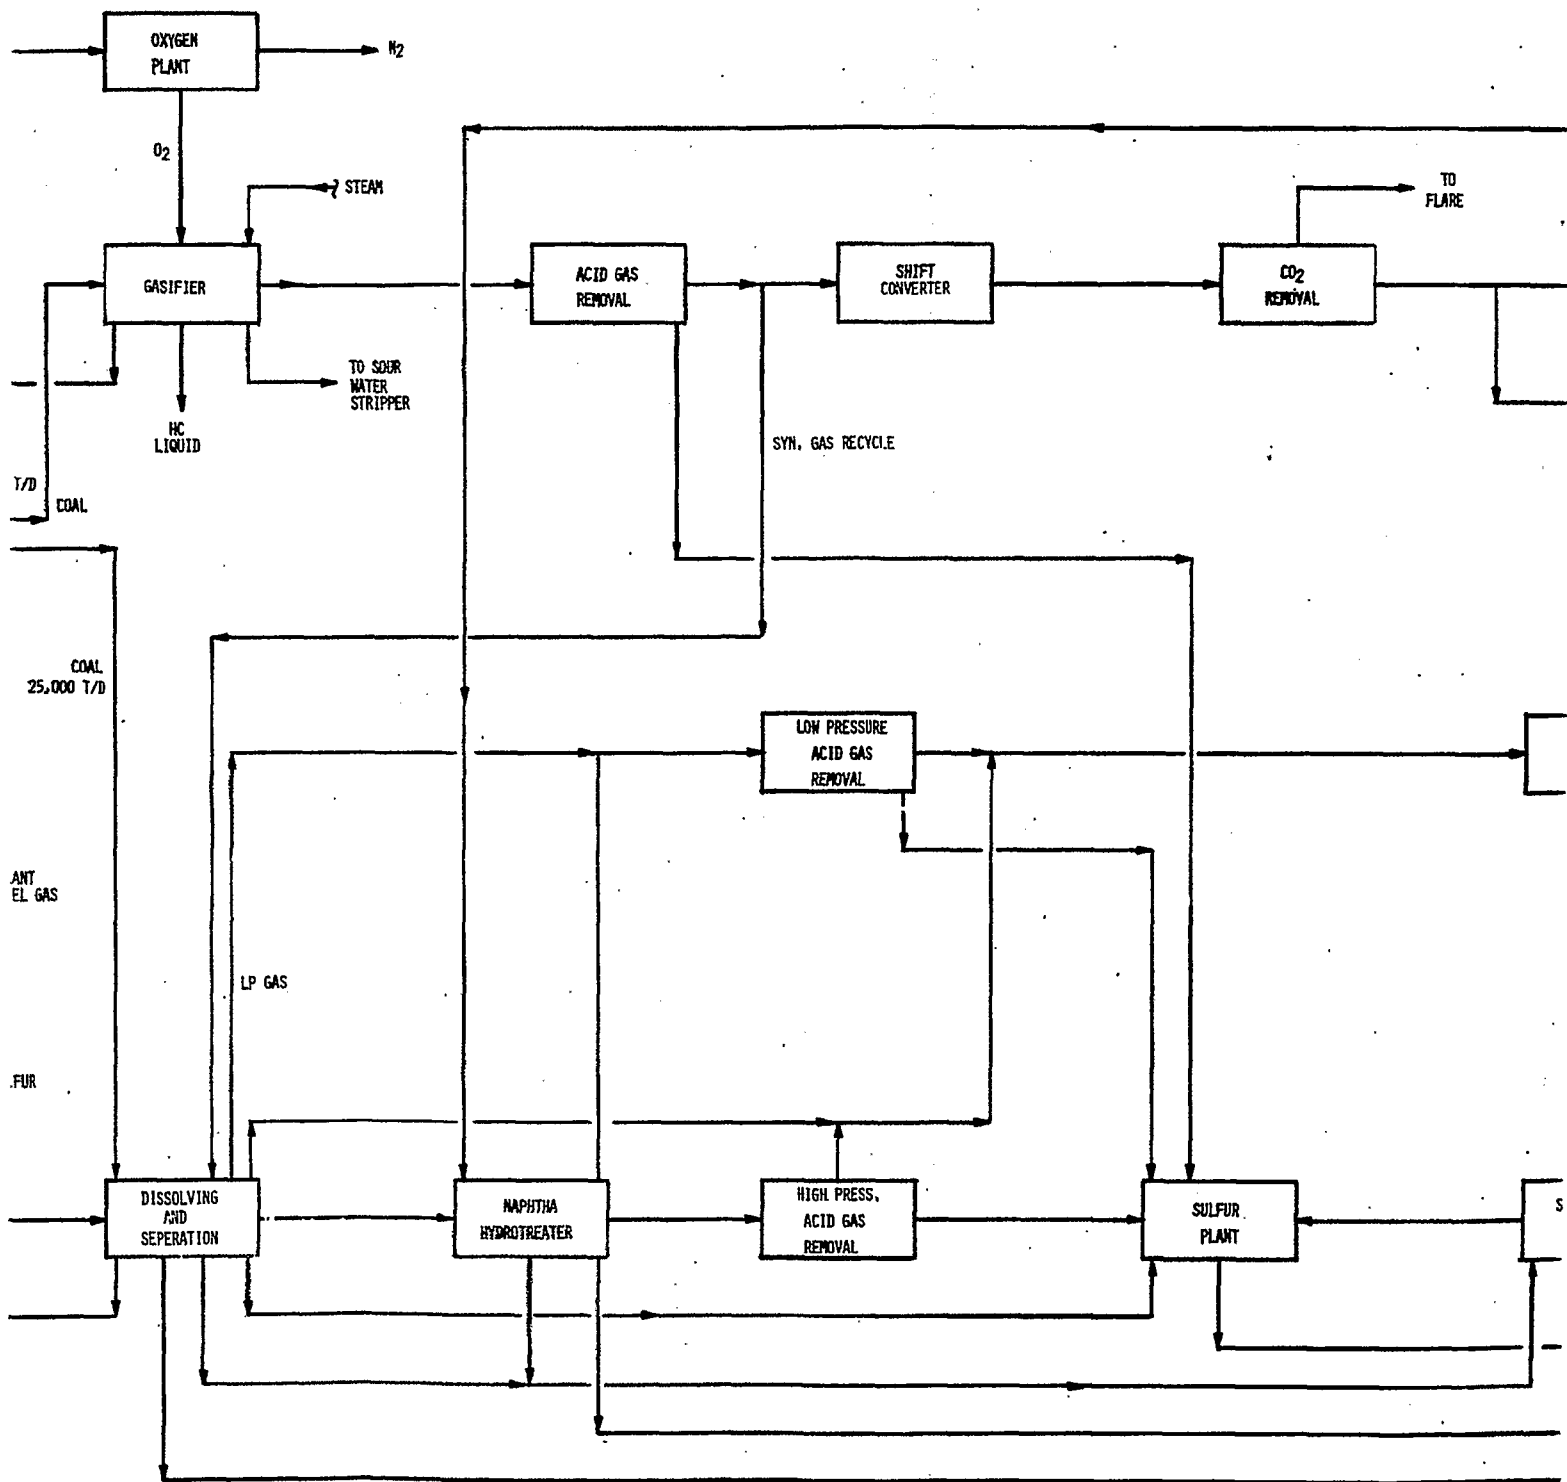 OXYGEN
PLANT
N2
O2
STEAM
TO
FLARE
GASIFIER
ACID GAS
REMOVAL
SHIFT
CONVERTER
CO2
REMOVAL
TO SOUR
WATER
STRIPPER
HC
LIQUID
SYN. GAS RECYCLE
T/D
COAL
COAL
25,000 T/D
LOW PRESSURE
ACID GAS
REMOVAL
ANT
EL GAS
LP GAS
FUR
DISSOLVING
AND
SEPERATION
NAPHTHA
HYDROTREATER
HIGH PRESS.
ACID GAS
REMOVAL
SULFUR
PLANT
S